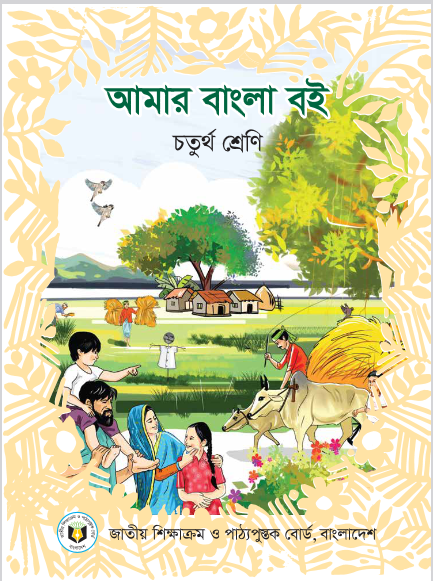 আমার বাংলা বই
চতুর্থ শ্রেণি
জাতীয় শিক্ষাক্রম ও পাঠ্যপুস্তক বোর্ড, বাংলাদেশ